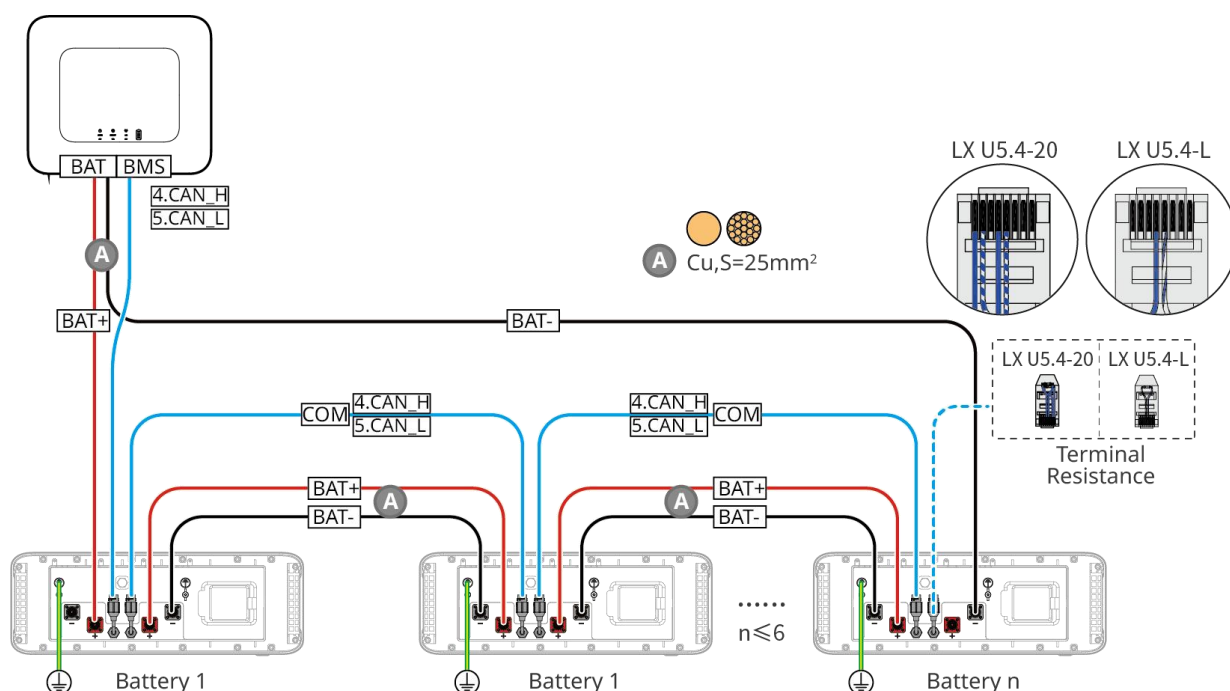 BAT BMS
4.CAN_H
5.CAN_L
A
BAT+
A Cu,S=25mm²
BAT-
LX U5.4-20 LX U5.4-L
LX U5.4-20 LX U5.4-L
Terminal
Resistance
COM 4.CAN_H
5.CAN_L
4.CAN_H COM
5.CAN_L
BAT+ A
BAT-
A BAT+
BAT-
- + + -
- + + -
- + + -
......
n≤6
Battery 1 Battery 1 Battery n